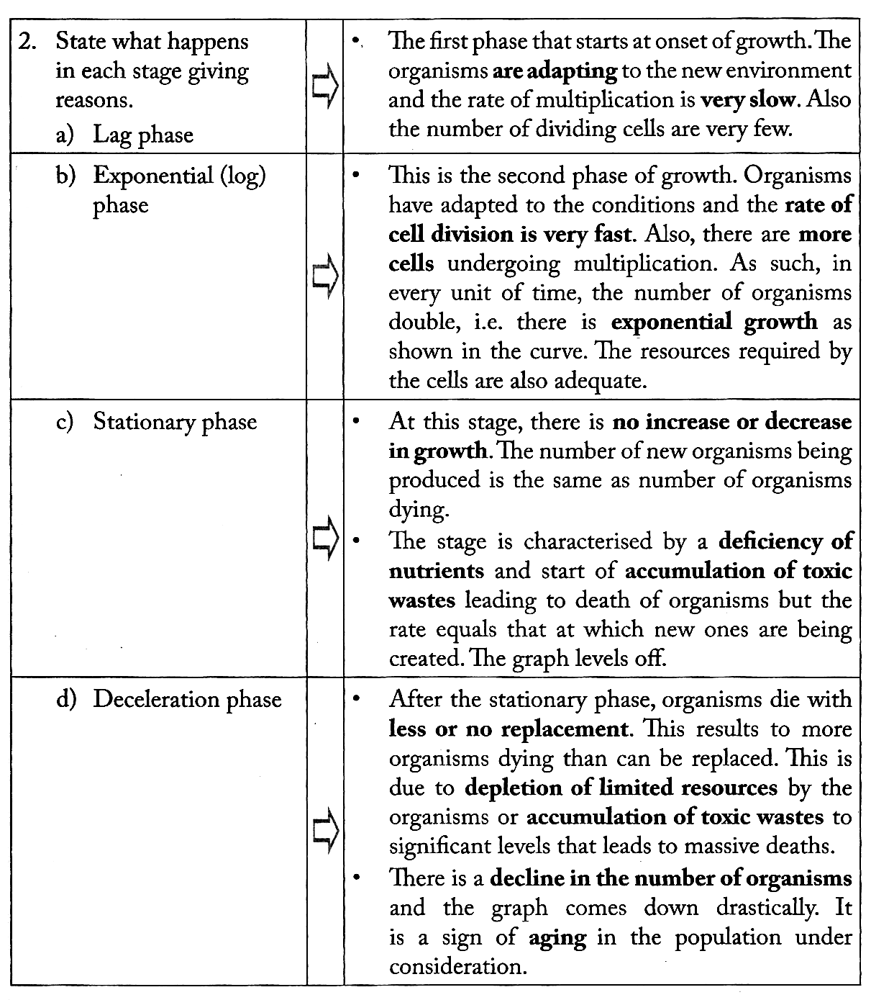 2. State what happens
in each stage giving
reasons.
a) Lag phase
• The first phase that starts at onset of growth. The
organisms are adapting to the new environment
and the rate of multiplication is very slow. Also
the number of dividing cells are very few.
b) Exponential (log)
phase
• This is the second phase of growth. Organisms
have adapted to the conditions and the rate of
cell division is very fast. Also, there are more
cells undergoing multiplication. As such, in
every unit of time, the number of organisms
double, i.e. there is exponential growth as
shown in the curve. The resources required by
the cells are also adequate.
c) Stationary phase
• At this stage, there is no increase or decrease
in growth. The number of new organisms being
produced is the same as number of organisms
dying.
• The stage is characterised by a deficiency of
nutrients and start of accumulation of toxic
wastes leading to death of organisms but the
rate equals that at which new ones are being
created. The graph levels off.
d) Deceleration phase
• After the stationary phase, organisms die with
less or no replacement. This results to more
organisms dying than can be replaced. This is
due to depletion of limited resources by the
organisms or accumulation of toxic wastes to
significant levels that leads to massive deaths.
• There is a decline in the number of organisms
and the graph comes down drastically. It
is a sign of aging in the population under
consideration.